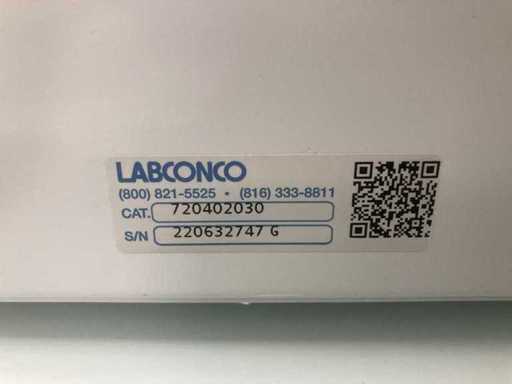 LABCONCO
(800) 821-5525 • (816) 333-8811
CAT. 720402030
S/N 220632747 G